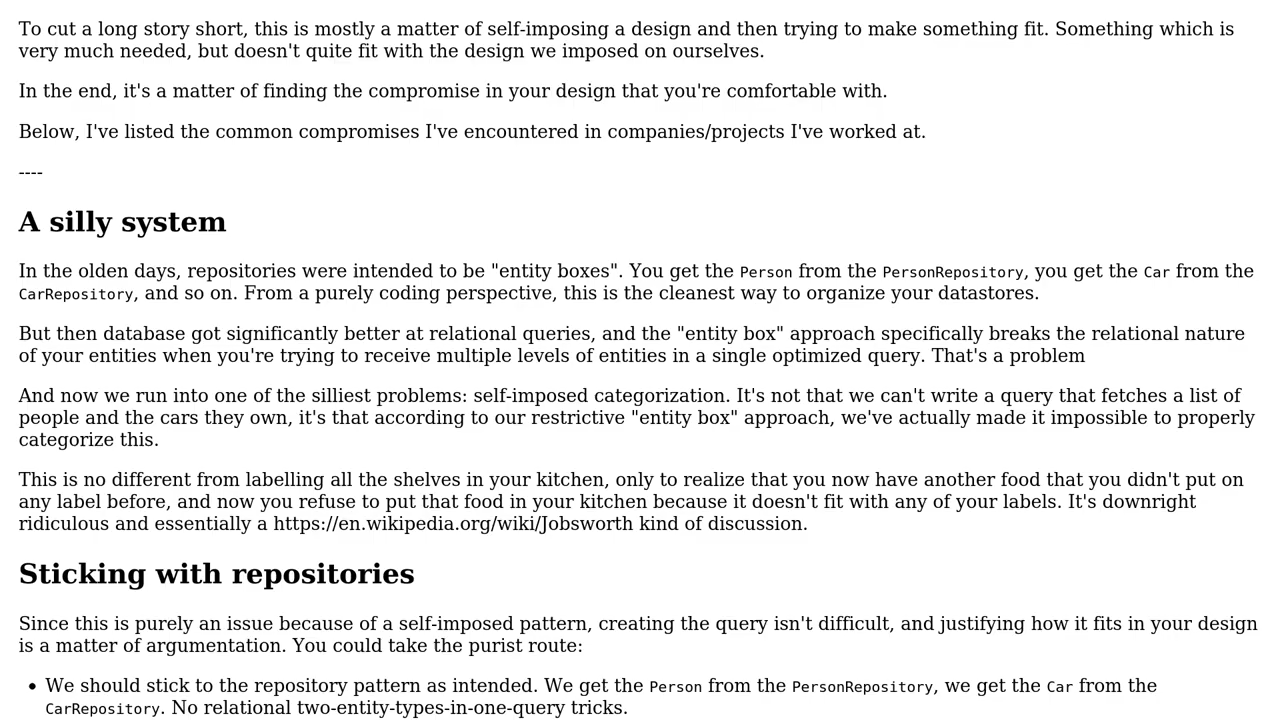 To cut a long story short, this is mostly a matter of self-imposing a design and then trying to make something fit. Something which is
very much needed, but doesn't quite fit with the design we imposed on ourselves.
In the end, it's a matter of finding the compromise in your design that you're comfortable with.
Below, I've listed the common compromises I've encountered in companies/projects I've worked at.
----
A silly system
In the olden days, repositories were intended to be "entity boxes". You get the Person from the PersonRepository, you get the Car from the
CarRepository, and so on. From a purely coding perspective, this is the cleanest way to organize your datastores.
But then database got significantly better at relational queries, and the "entity box" approach specifically breaks the relational nature
of your entities when you're trying to receive multiple levels of entities in a single optimized query. That's a problem
And now we run into one of the silliest problems: self-imposed categorization. It's not that we can't write a query that fetches a list of
people and the cars they own, it's that according to our restrictive "entity box" approach, we've actually made it impossible to properly
categorize this.
This is no different from labelling all the shelves in your kitchen, only to realize that you now have another food that you didn't put on
any label before, and now you refuse to put that food in your kitchen because it doesn't fit with any of your labels. It's downright
ridiculous and essentially a https://en.wikipedia.org/wiki/Jobsworth kind of discussion.
Sticking with repositories
Since this is purely an issue because of a self-imposed pattern, creating the query isn't difficult, and justifying how it fits in your design
is a matter of argumentation. You could take the purist route:
• We should stick to the repository pattern as intended. We get the Person from the PersonRepository, we get the Car from the
CarRepository. No relational two-entity-types-in-one-query tricks.